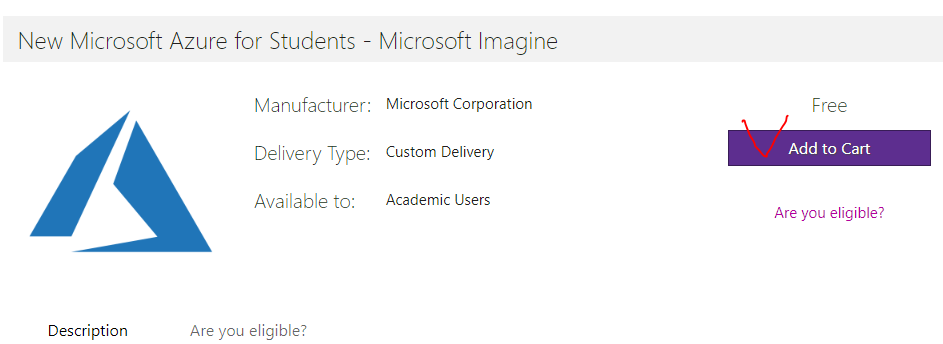 New Microsoft Azure for Students - Microsoft Imagine
Manufacturer: Microsoft Corporation
Free
Delivery Type: Custom Delivery
Add to Cart
Available to: Academic Users
Are you eligible?
Description Are you eligible?